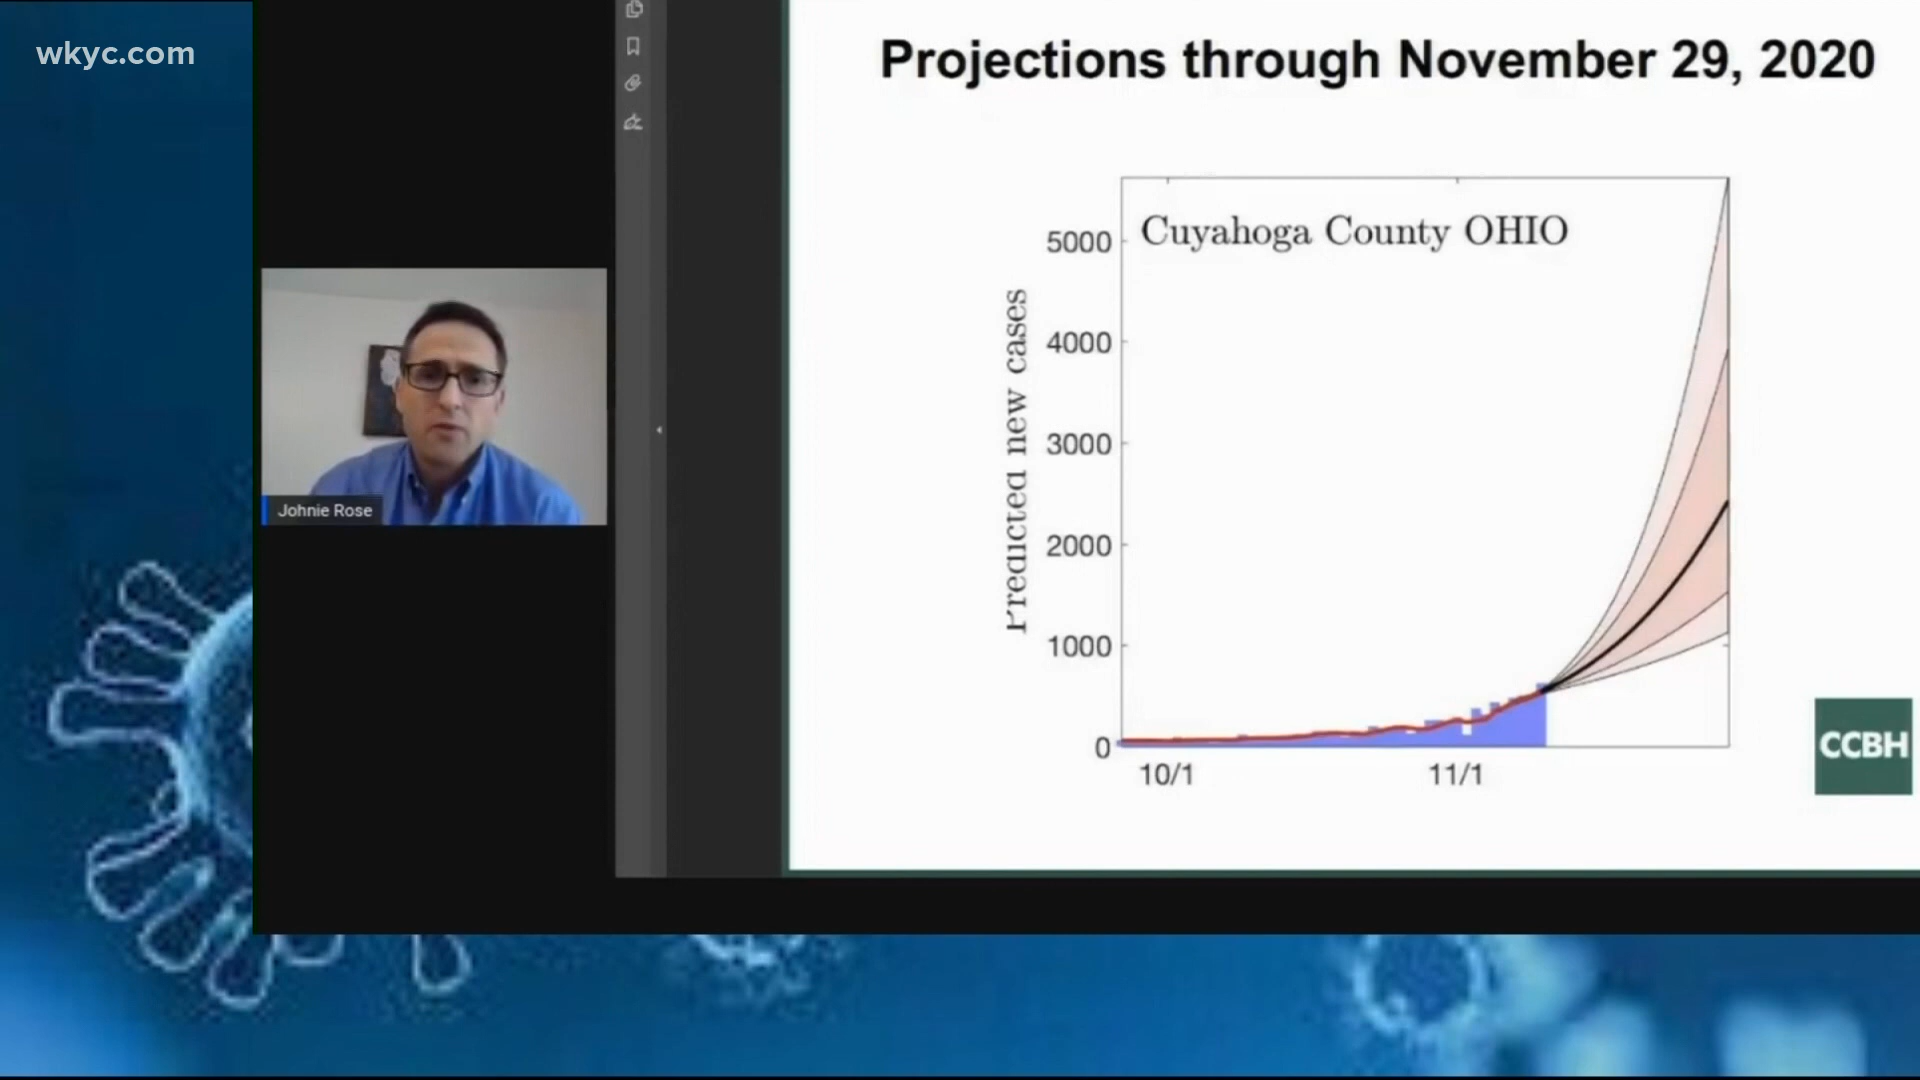 wkyc.com
Projections through November 29, 2020
Cuyahoga County OHIO
Predicted new cases
5000
4000
3000
2000
1000
0
10/1
11/1
Johnie Rose
CCBH